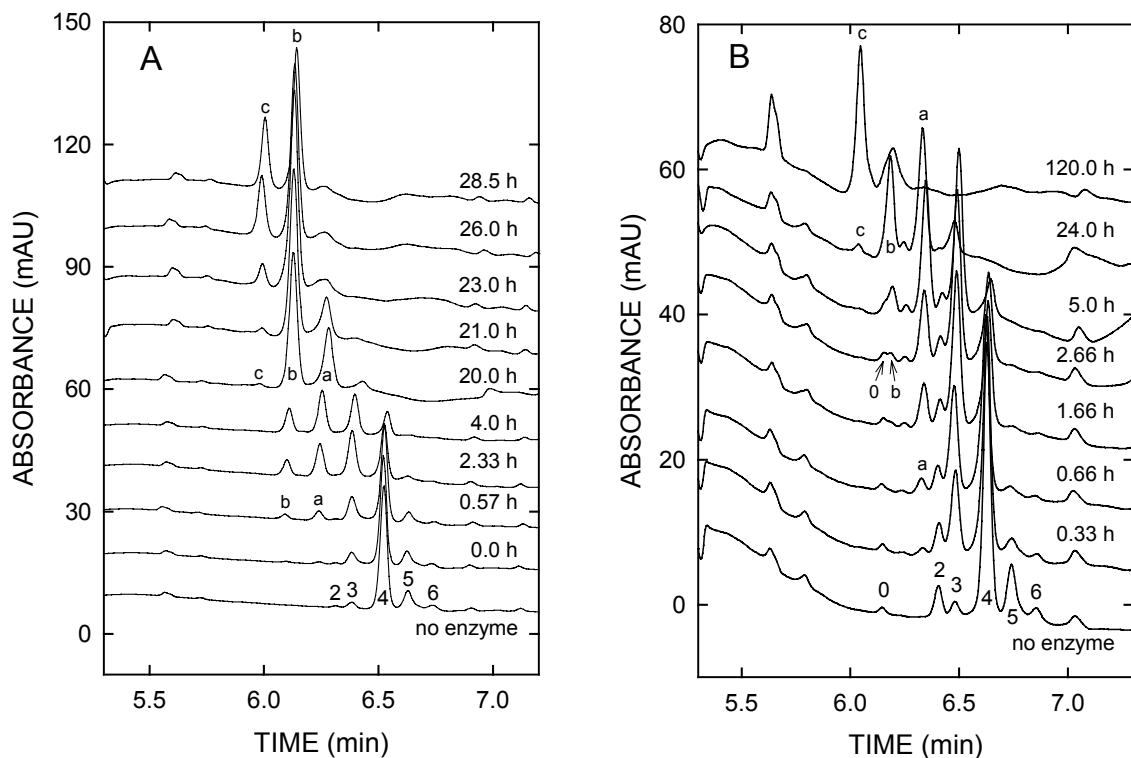 A
150
120
90
60
30
0
ABSORBANCE (mAU)
b
c
28.5 h
26.0 h
23.0 h
21.0 h
20.0 h
c b a
4.0 h
2.33 h
0.57 h
b a
0.0 h
2 3 4 5 6
no enzyme
5.5 6.0 6.5 7.0
TIME (min)
B
80
60
40
20
0
ABSORBANCE (mAU)
c
a
120.0 h
24.0 h
c b
5.0 h
2.66 h
0 b
1.66 h
0.66 h
a
0.33 h
0 2 3 4 5 6
no enzyme
5.5 6.0 6.5 7.0
TIME (min)